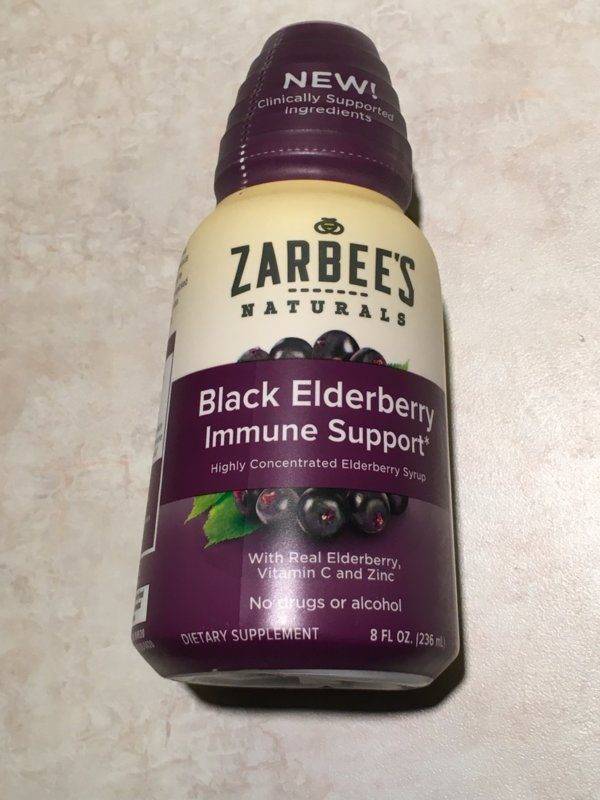 NEW!
Clinically Supported
Ingredients
ZARBEE'S
NATURALS
Black Elderberry
Immune Support*
Highly Concentrated Elderberry Syrup
With Real Elderberry,
Vitamin C and Zinc
No drugs or alcohol
DIETARY SUPPLEMENT 8 FL OZ. (236 mL)